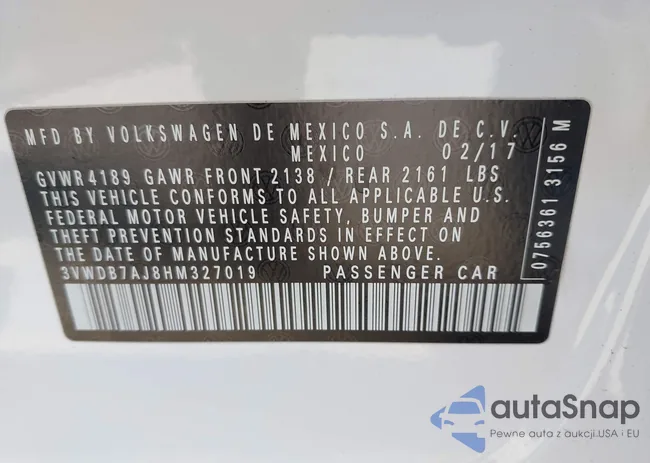 MFD BY VOLKSWAGEN DE MEXICO S.A. DE C.V.
MEXICO 02/17
GVWR 4189 GAWR FRONT 2138 / REAR 2161 LBS
THIS VEHICLE CONFORMS TO ALL APPLICABLE U.S.
FEDERAL MOTOR VEHICLE SAFETY, BUMPER AND
THEFT PREVENTION STANDARDS IN EFFECT ON
THE DATE OF MANUFACTURE SHOWN ABOVE.
3VWDB7AJ8HM327019 PASSENGER CAR
0756361 3156 M
autaSnap
Pewne auta z aukcji.USA i EU